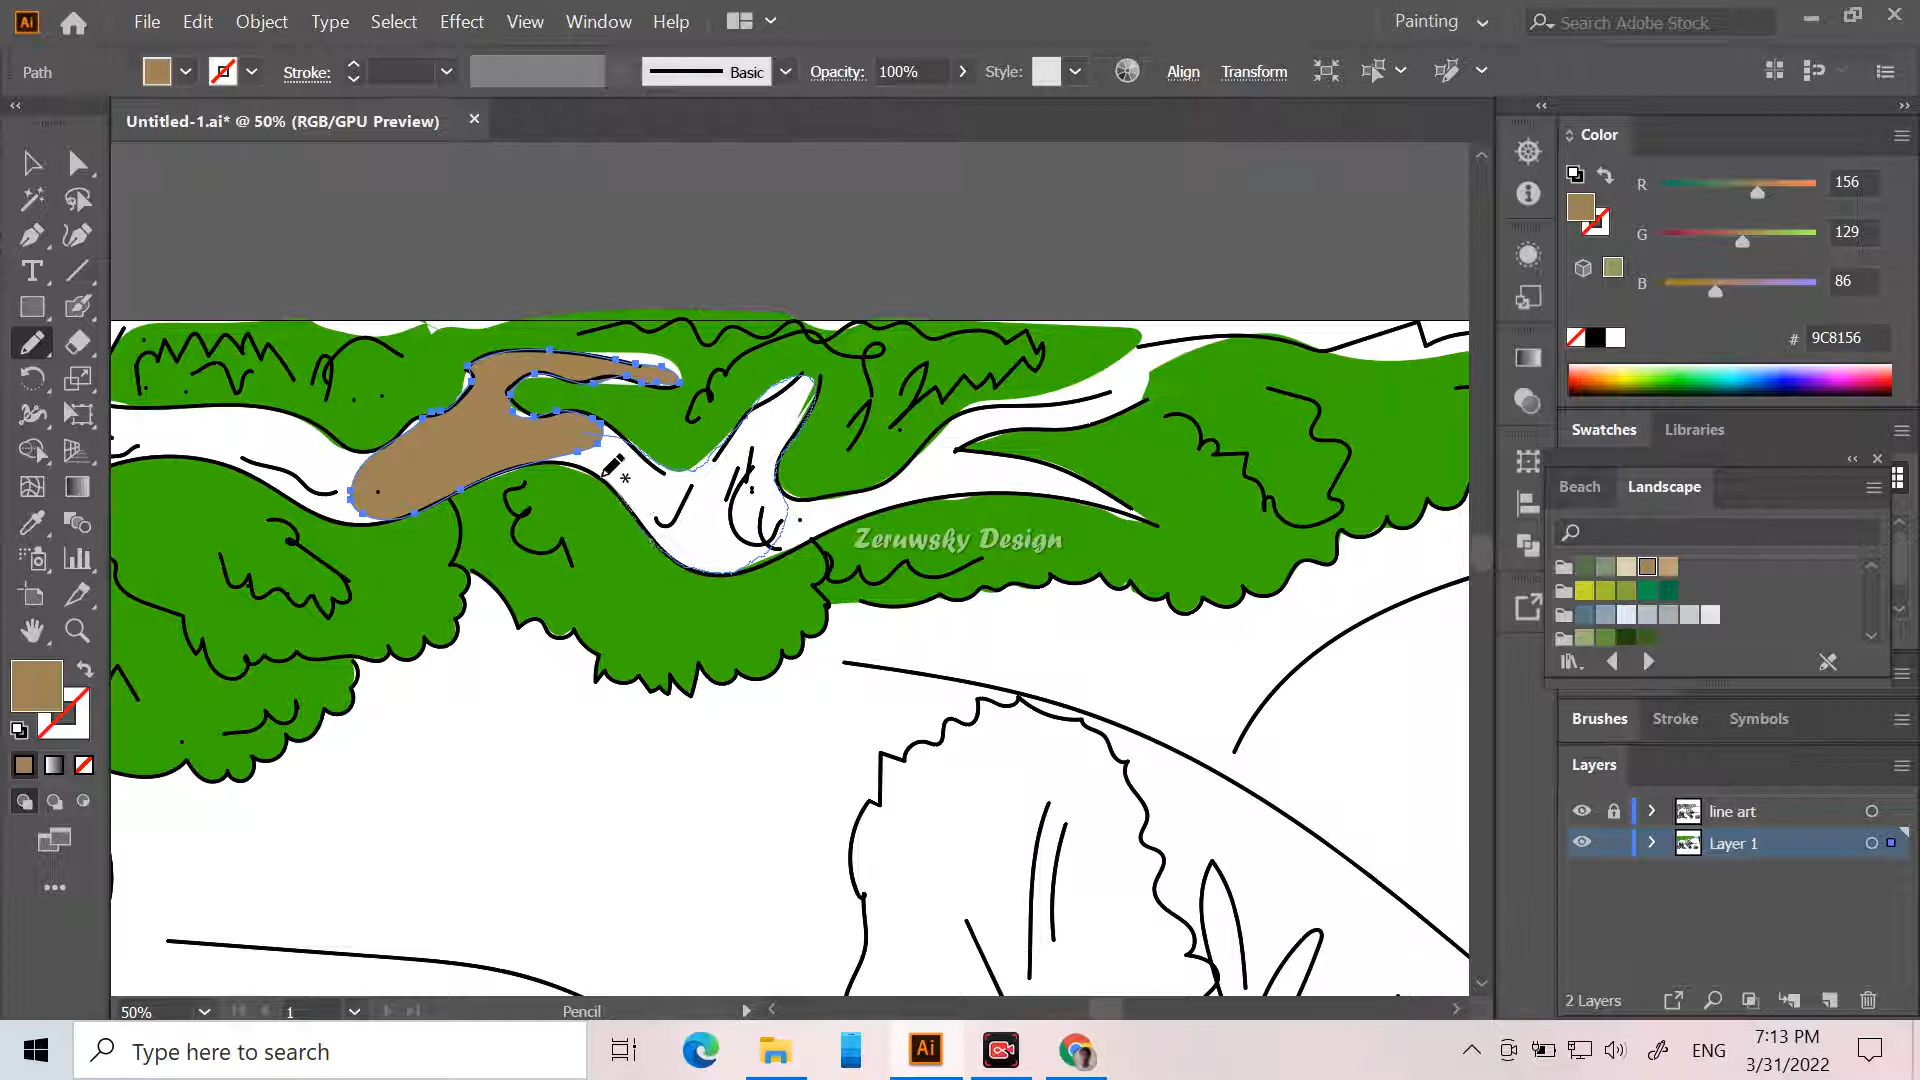 Ai File Edit Object Type Select Effect View Window Help Painting Search Adobe Stock
Path Stroke: Basic Opacity: 100% Style: Align Transform
Untitled-1.ai* @ 50% (RGB/GPU Preview)
Color
R 156
G 129
B 86
# 9C8156
Swatches Libraries
Beach Landscape
Zeruwsky Design
Brushes Stroke Symbols
Layers
line art
Layer 1
2 Layers
50% 1 Pencil
Type here to search
Ai
ENG
7:13 PM
3/31/2022